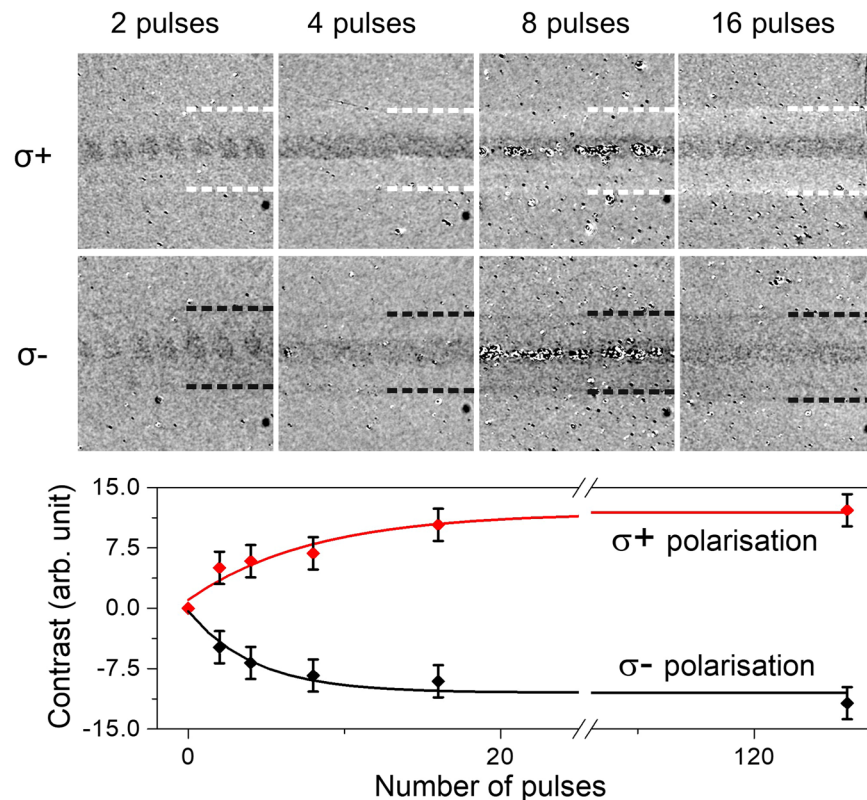 2 pulses 4 pulses 8 pulses 16 pulses
σ+
σ-
15.0
7.5
0.0
-7.5
-15.0
Contrast (arb. unit)
σ+ polarisation
σ- polarisation
0 20 120
Number of pulses